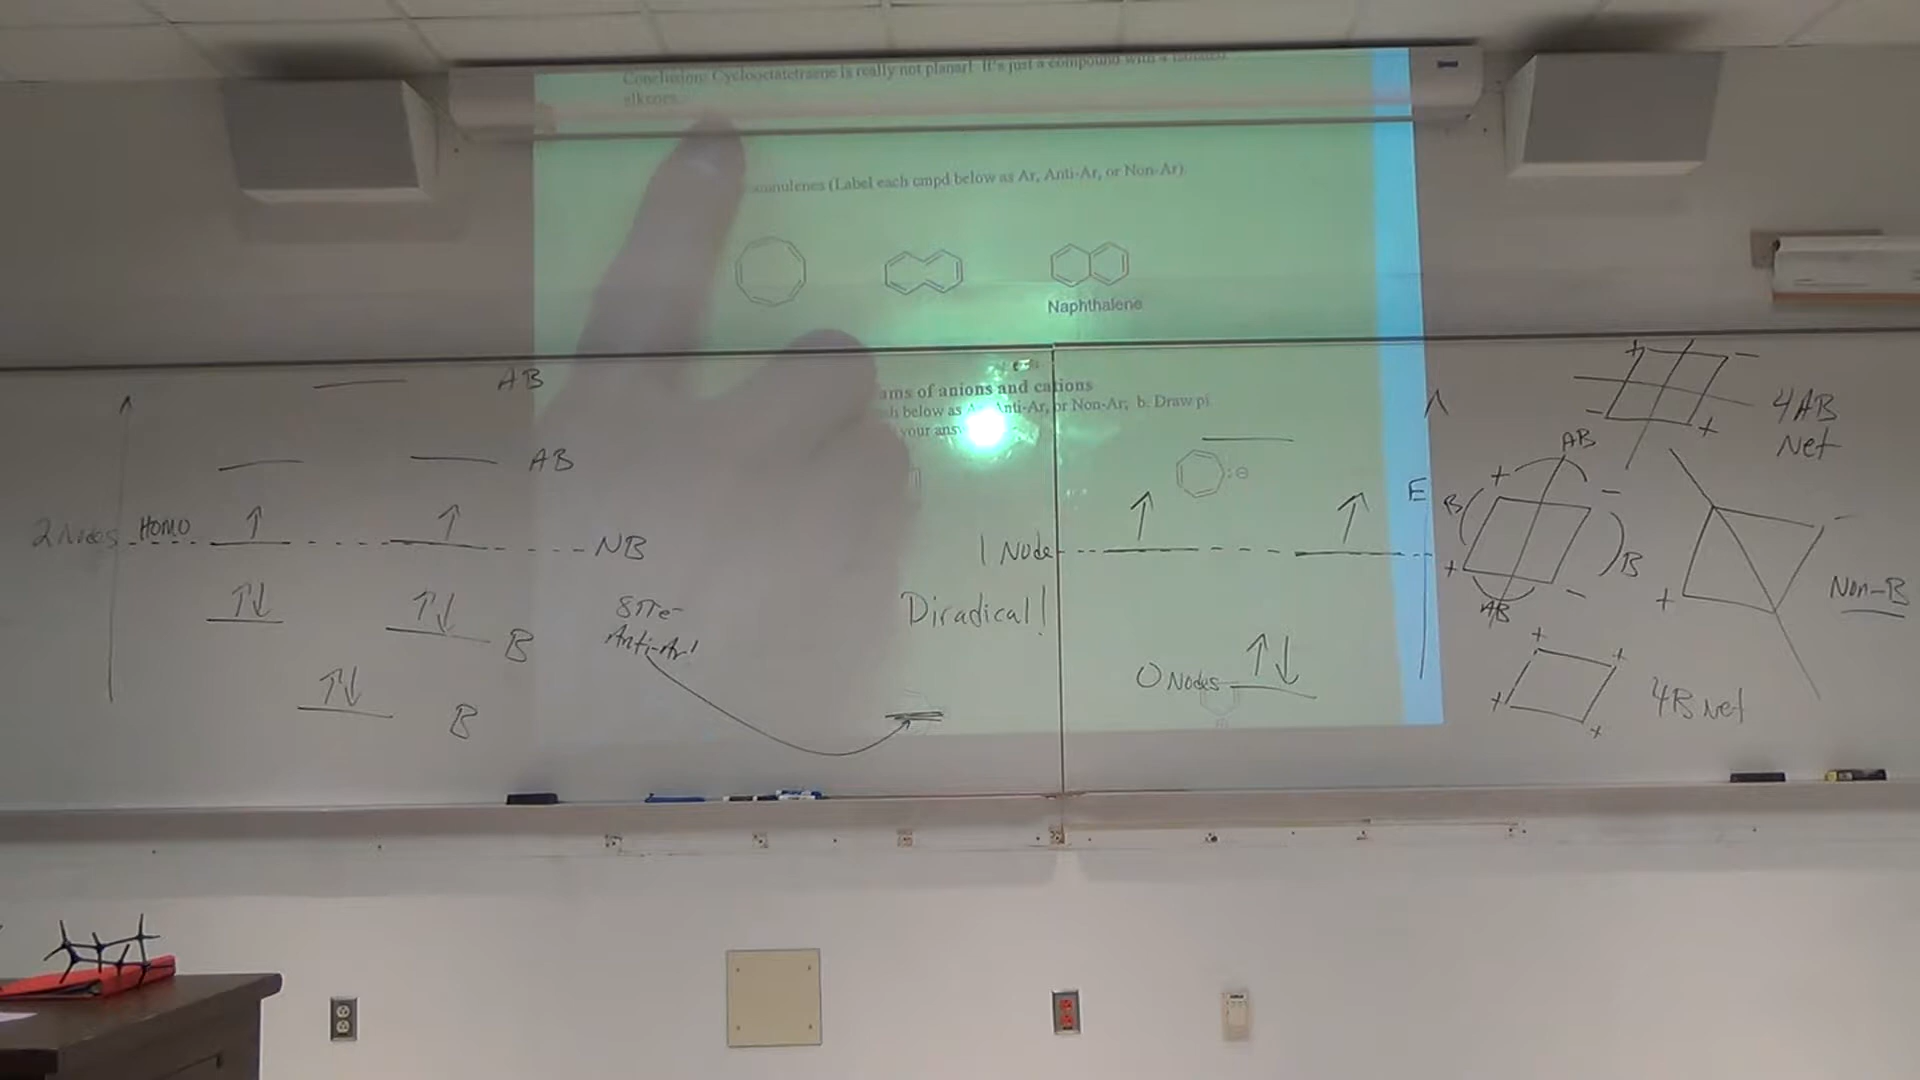 Conclusion: Cyclooctatetraene is really not planar! It's just a compound with 4 isolated
alkenes.
annulenes (Label each cmpd below as Ar, Anti-Ar, or Non-Ar).
Naphthalene
ams of anions and cations
h below as Anti-Ar, or Non-Ar; b. Draw pi
your
AB
AB
2 Nodes
HOMO
NB
B
B
8πe-
Anti-Ar!
Diradical!
1 Node
0 Nodes
E
+
-
-
+
4AB
Net
AB
+
-
B
B
+
-
AB
-
+
Non-B
+
+
+
+
4B Net